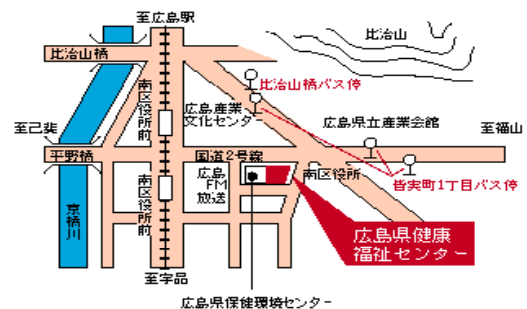 至広島駅
比治山
比治山橋
比治山橋バス停
南区役所前
広島産業
文化センター
広島県立産業会館
至己斐
至福山
平野橋
国道2号線
南区役所
皆実町1丁目バス停
広島
FM
放送
南区役所前
京橋川
広島県健康
福祉センター
至宇品
広島県保健環境センター